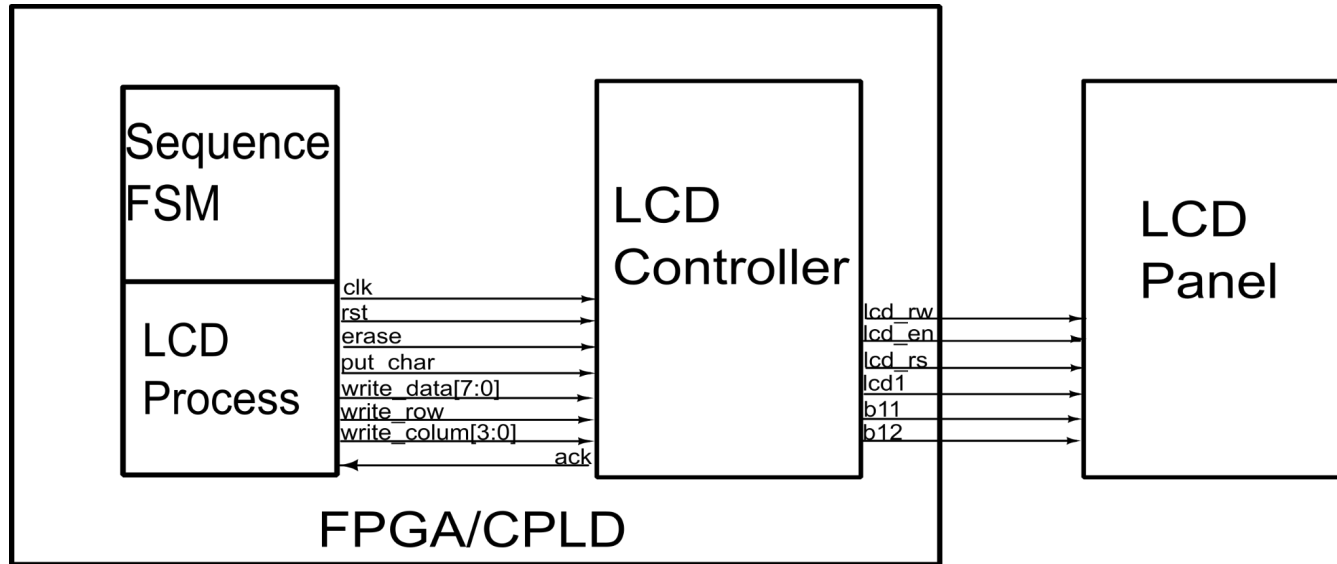 Sequence
FSM
LCD
Process
clk
rst
erase
put_char
write_data[7:0]
write_row
write_colum[3:0]
ack
LCD
Controller
lcd_rw
lcd_en
lcd_rs
lcd1
b11
b12
LCD
Panel
FPGA/CPLD